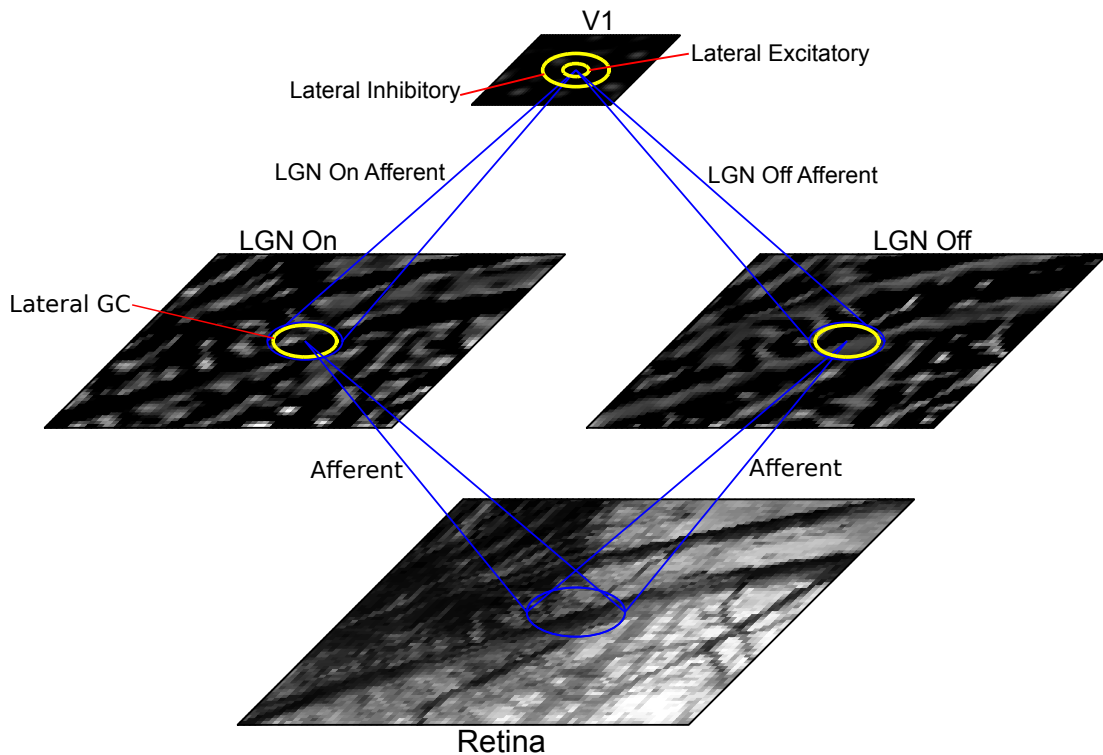 V1
Lateral Excitatory
Lateral Inhibitory
LGN On Afferent
LGN Off Afferent
LGN On
LGN Off
Lateral GC
Afferent
Afferent
Retina